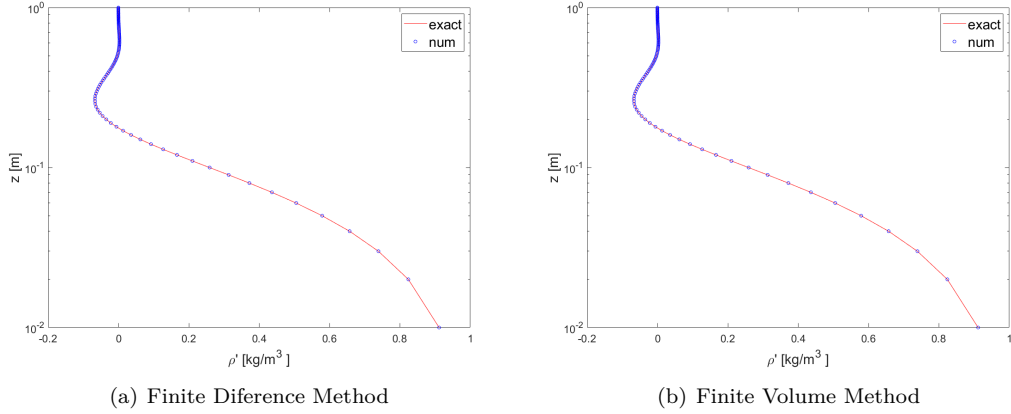 10^0
exact
num
10^-1
z [m]
10^-2
-0.2 0 0.2 0.4 0.6 0.8 1
ρ' [kg/m^3 ]
(a) Finite Diference Method
10^0
exact
num
10^-1
z [m]
10^-2
-0.2 0 0.2 0.4 0.6 0.8 1
ρ' [kg/m^3 ]
(b) Finite Volume Method